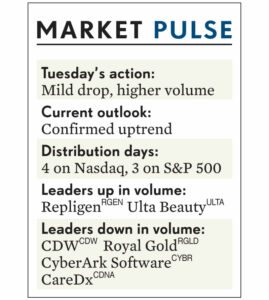 MARKET PULSE
Tuesday's action:
Mild drop, higher volume
Current outlook:
Confirmed uptrend
Distribution days:
4 on Nasdaq, 3 on S&P 500
Leaders up in volume:
Repligen RGEN Ulta Beauty ULTA
Leaders down in volume:
CDW CDW Royal Gold RGLD
CyberArk Software CYBR
CareDx CDNA